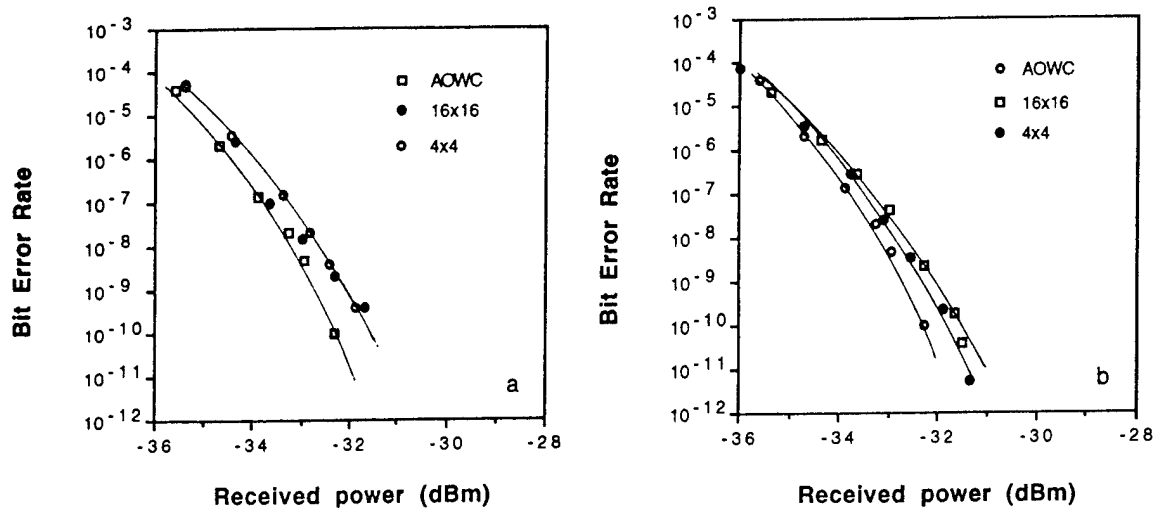 Bit Error Rate
10-3
10-4
10-5
10-6
10-7
10-8
10-9
10-10
10-11
10-12
-36
-34
-32
-30
-28
Received power (dBm)
AOWC
16x16
4x4
a
Bit Error Rate
10-3
10-4
10-5
10-6
10-7
10-8
10-9
10-10
10-11
10-12
-36
-34
-32
-30
-28
Received power (dBm)
AOWC
16x16
4x4
b